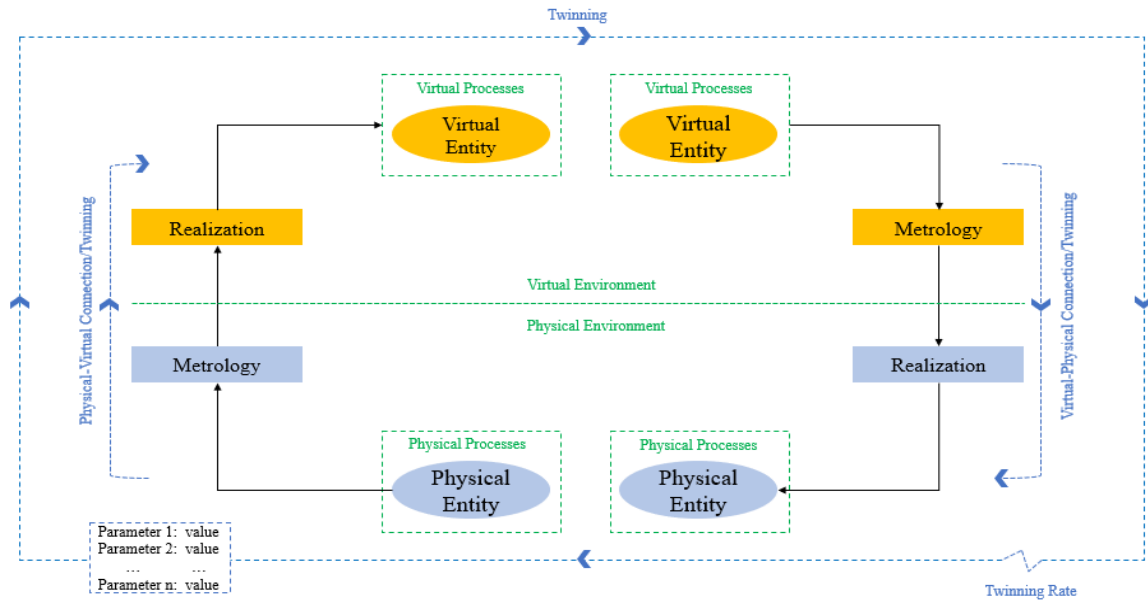 Twinning
Virtual Processes
Virtual
Entity
Virtual Processes
Virtual
Entity
Physical-Virtual Connection/Twinning
Realization
Metrology
Virtual-Physical Connection/Twinning
Virtual Environment
Physical Environment
Metrology
Realization
Physical Processes
Physical
Entity
Physical Processes
Physical
Entity
Parameter 1: value
Parameter 2: value
... ...
Parameter n: value
Twinning Rate